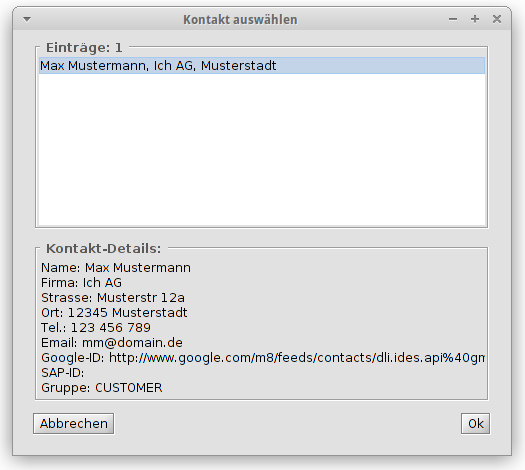 Kontakt auswählen
Einträge: 1
Max Mustermann, Ich AG, Musterstadt
Kontakt-Details:
Name: Max Mustermann
Firma: Ich AG
Strasse: Musterstr 12a
Ort: 12345 Musterstadt
Tel.: 123 456 789
Email: mm@domain.de
Google-ID: http://www.google.com/m8/feeds/contacts/dli.ides.api%40gm
SAP-ID:
Gruppe: CUSTOMER
Abbrechen
Ok